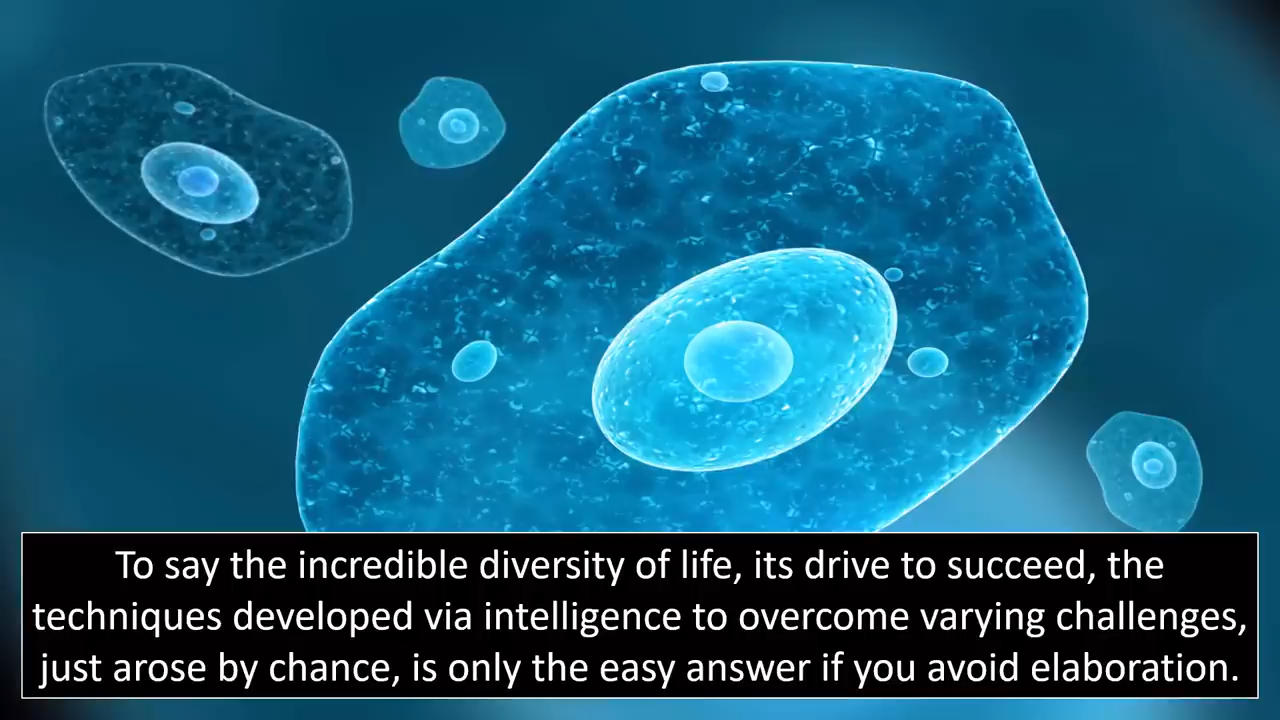 To say the incredible diversity of life, its drive to succeed, the
techniques developed via intelligence to overcome varying challenges,
just arose by chance, is only the easy answer if you avoid elaboration.